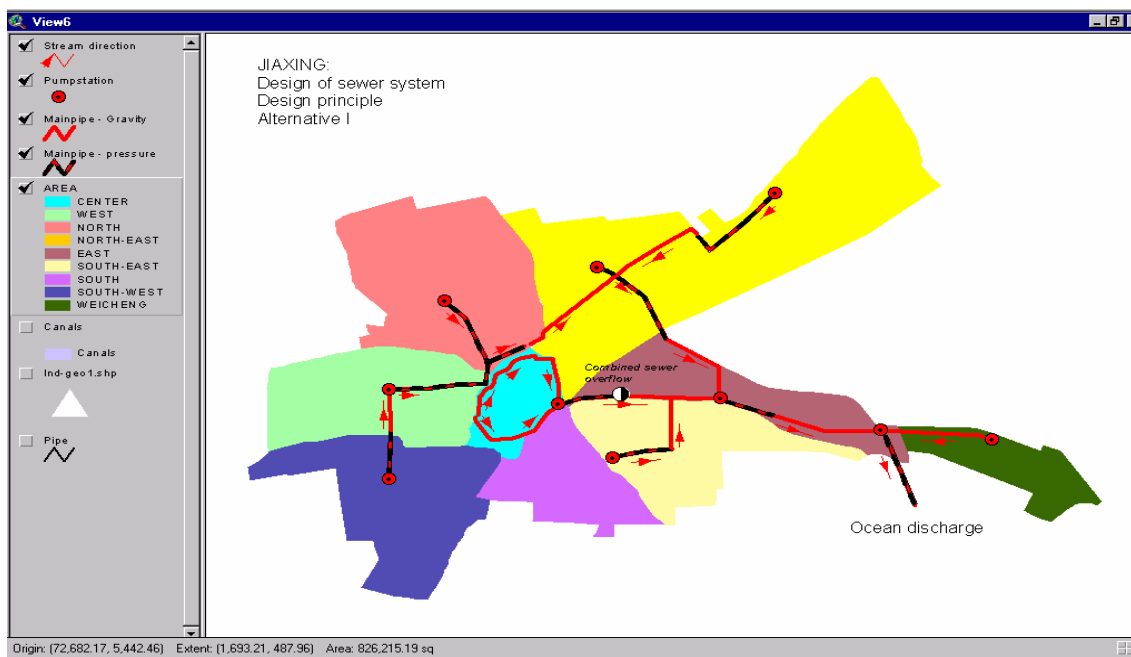 View6
Stream direction
Pumpstation
Mainpipe - Gravity
Mainpipe - pressure
AREA
CENTER
WEST
NORTH
NORTH-EAST
EAST
SOUTH-EAST
SOUTH
SOUTH-WEST
WEICHENG
Canals
Canals
Ind-geo1.shp
Pipe
JIAXING:
Design of sewer system
Design principle
Alternative I
Combined sewer
overflow
Ocean discharge
Origin: (72,682.17, 5,442.46) Extent: (1,693.21, 487.96) Area: 826,215.19 sq